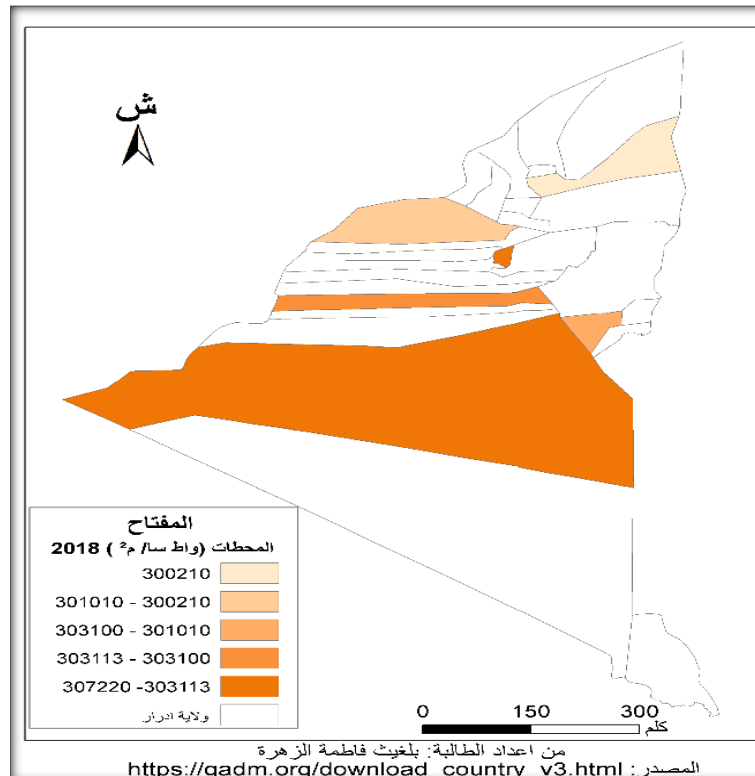 ش
المفتاح
المحطات (واط سا/ م² ) 2018
300210
301010 - 300210
303100 - 301010
303113 - 303100
307220 -303113
ولاية ادرار
0 150 300
كلم
من اعداد الطالبة: بلغيث فاطمة الزهرة
المصدر: https://gadm.org/download_country_v3.html